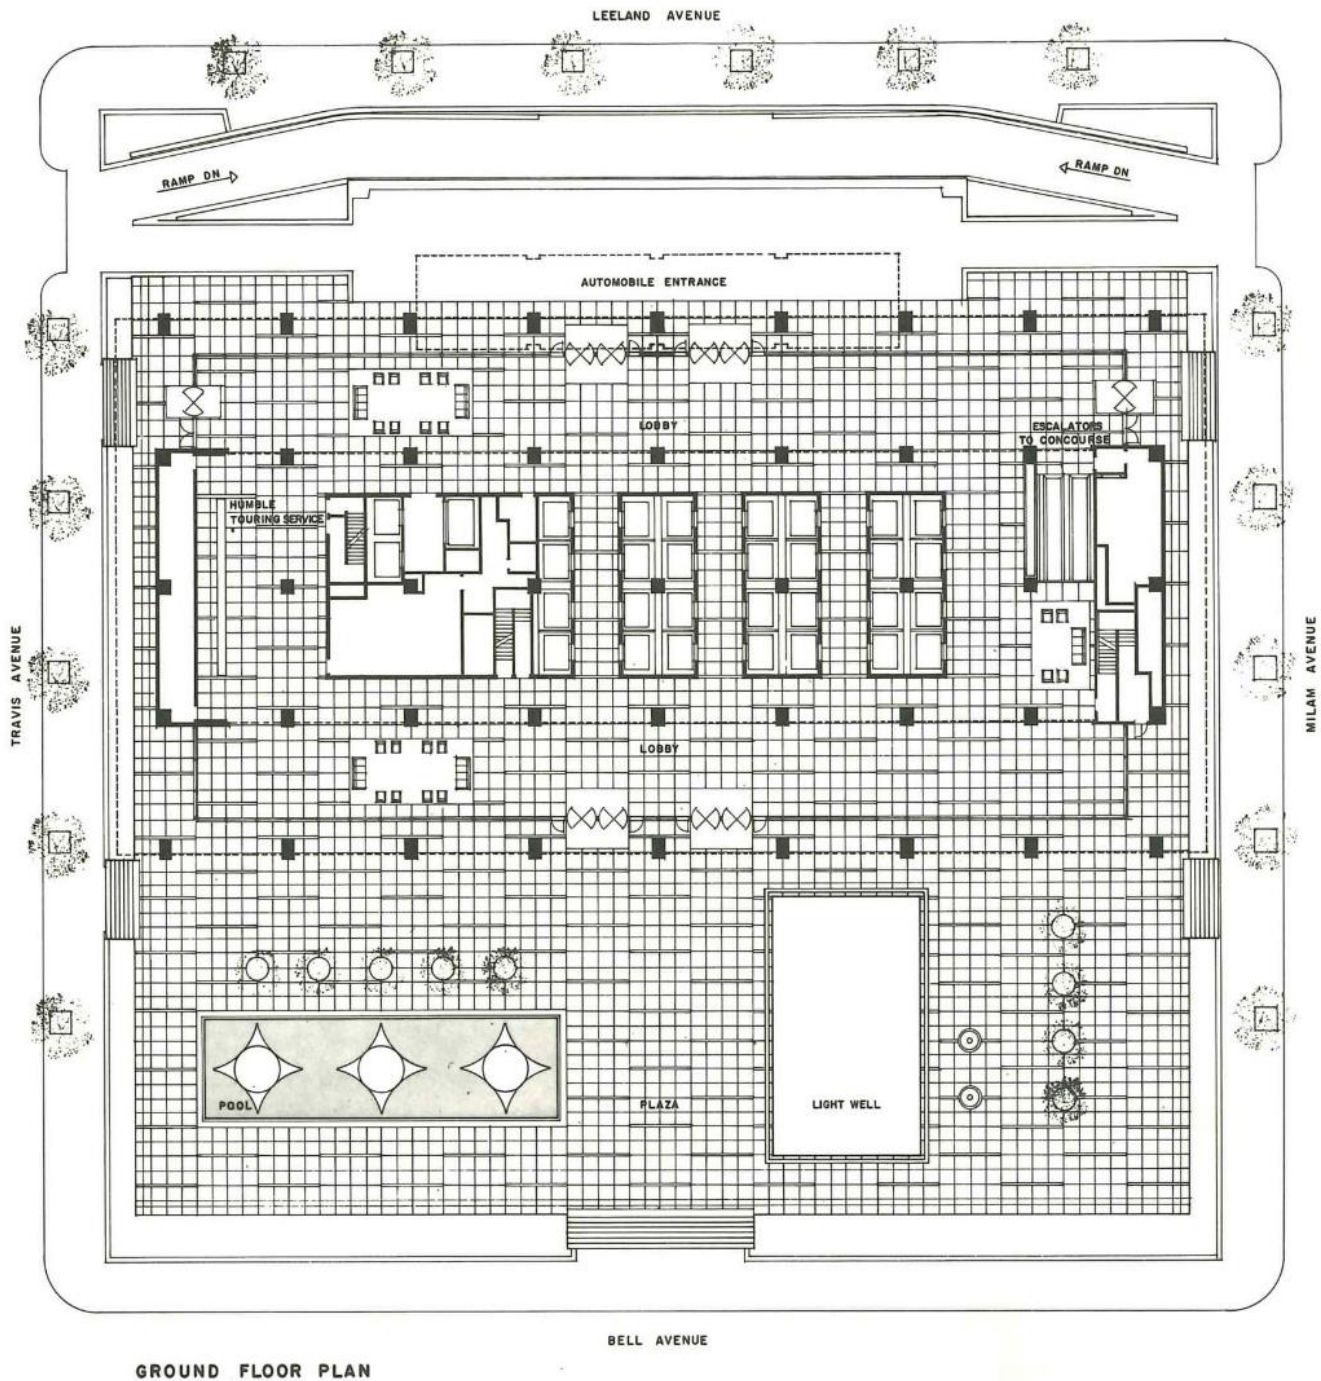 LEELAND AVENUE
RAMP DN
RAMP DN
AUTOMOBILE ENTRANCE
LOBBY
ESCALATORS
TO CONCOURSE
HUMBLE
TOURING SERVICE
TRAVIS AVENUE
MILAM AVENUE
LOBBY
POOL
PLAZA
LIGHT WELL
BELL AVENUE
GROUND FLOOR PLAN